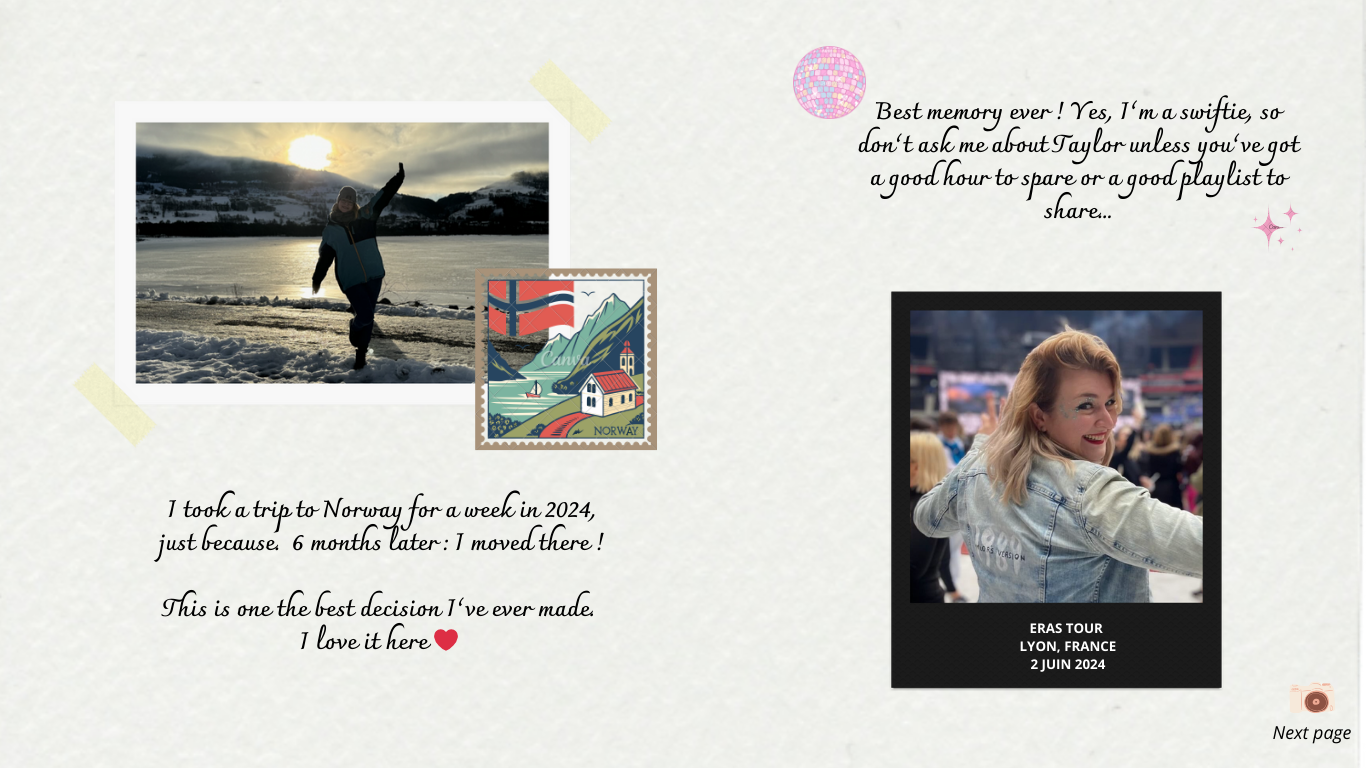 I took a trip to Norway for a week in 2024,
just because. 6 months later : I moved there !
This is one the best decision I've ever made.
I love it here
NORWAY
Canva
Best memory ever ! Yes, I'm a swiftie, so
don't ask me about Taylor unless you've got
a good hour to spare or a good playlist to
share...
ERAS TOUR
LYON, FRANCE
2 JUIN 2024
Next page